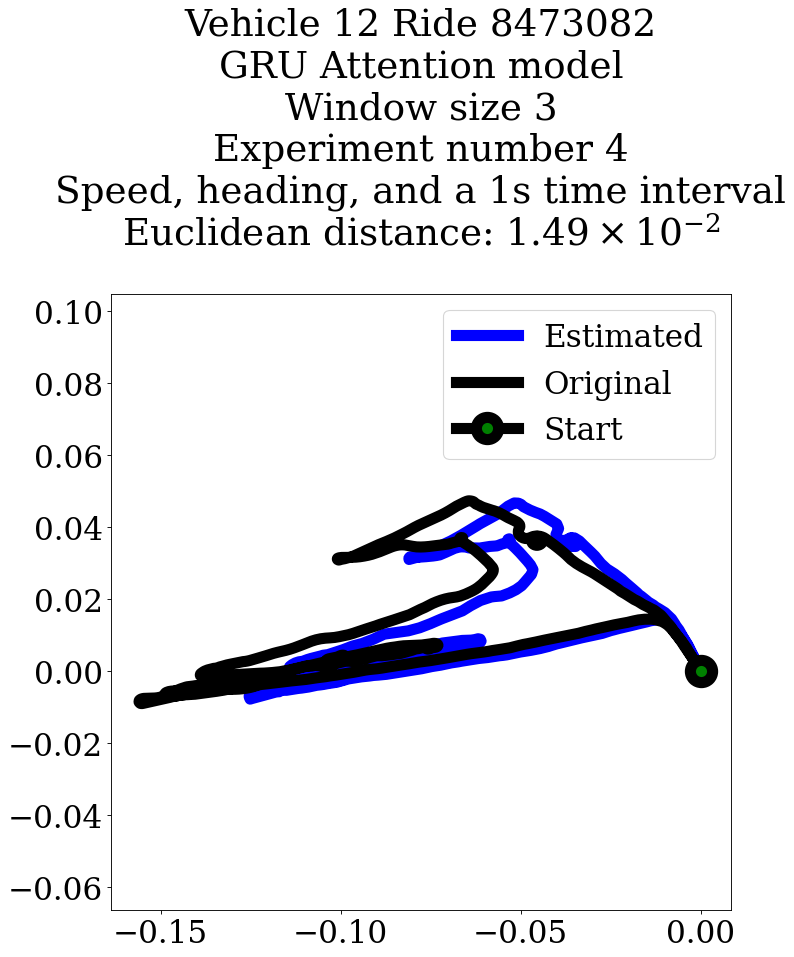 Vehicle 12 Ride 8473082
GRU Attention model
Window size 3
Experiment number 4
Speed, heading, and a 1s time interval
Euclidean distance: 1.49 × 10⁻²
Estimated
Original
Start
0.10
0.08
0.06
0.04
0.02
0.00
−0.02
−0.04
−0.06
−0.15
−0.10
−0.05
0.00